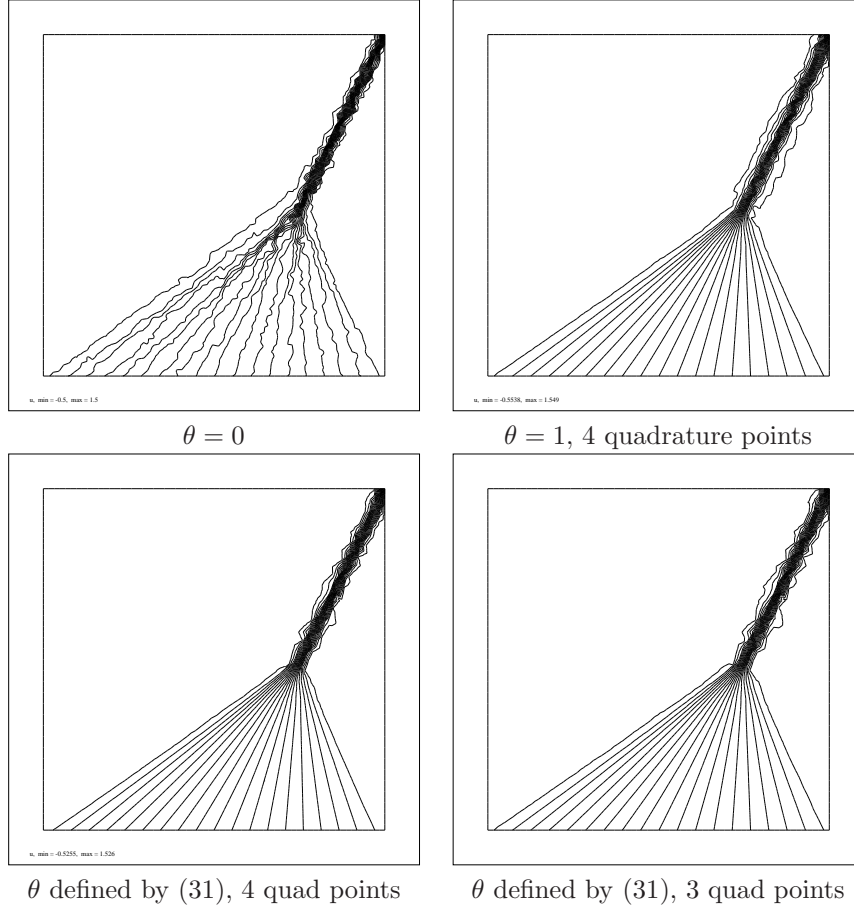 u, min = -0.5, max = 1.5
θ = 0
u, min = -0.5538, max = 1.549
θ = 1, 4 quadrature points
u, min = -0.5255, max = 1.526
θ defined by (31), 4 quad points
θ defined by (31), 3 quad points